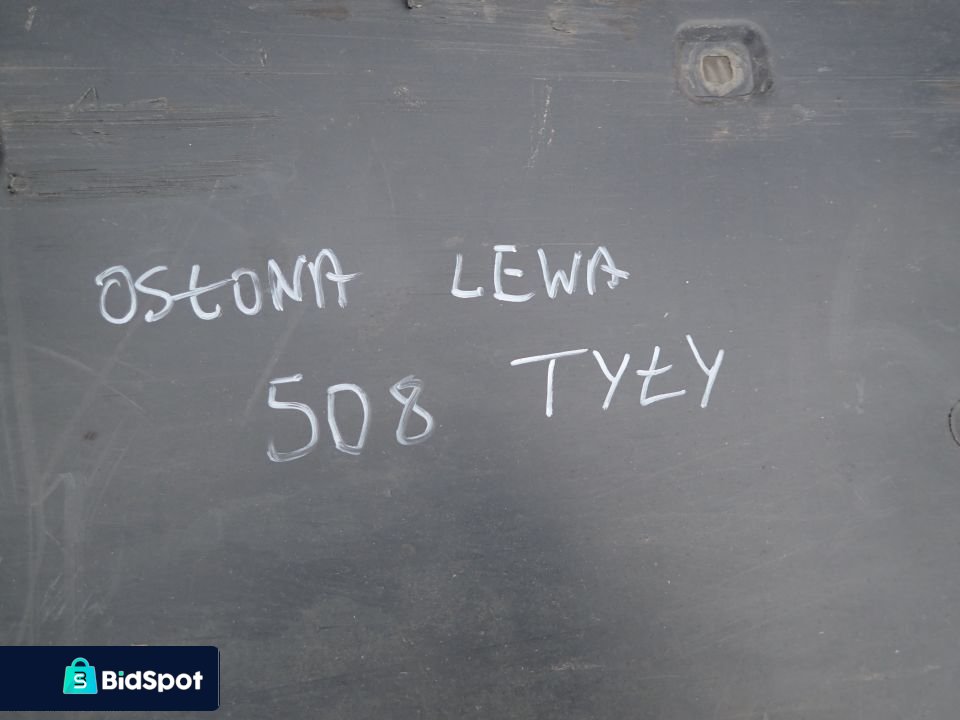 OSŁONA LEWA
508 TYŁY
BidSpot